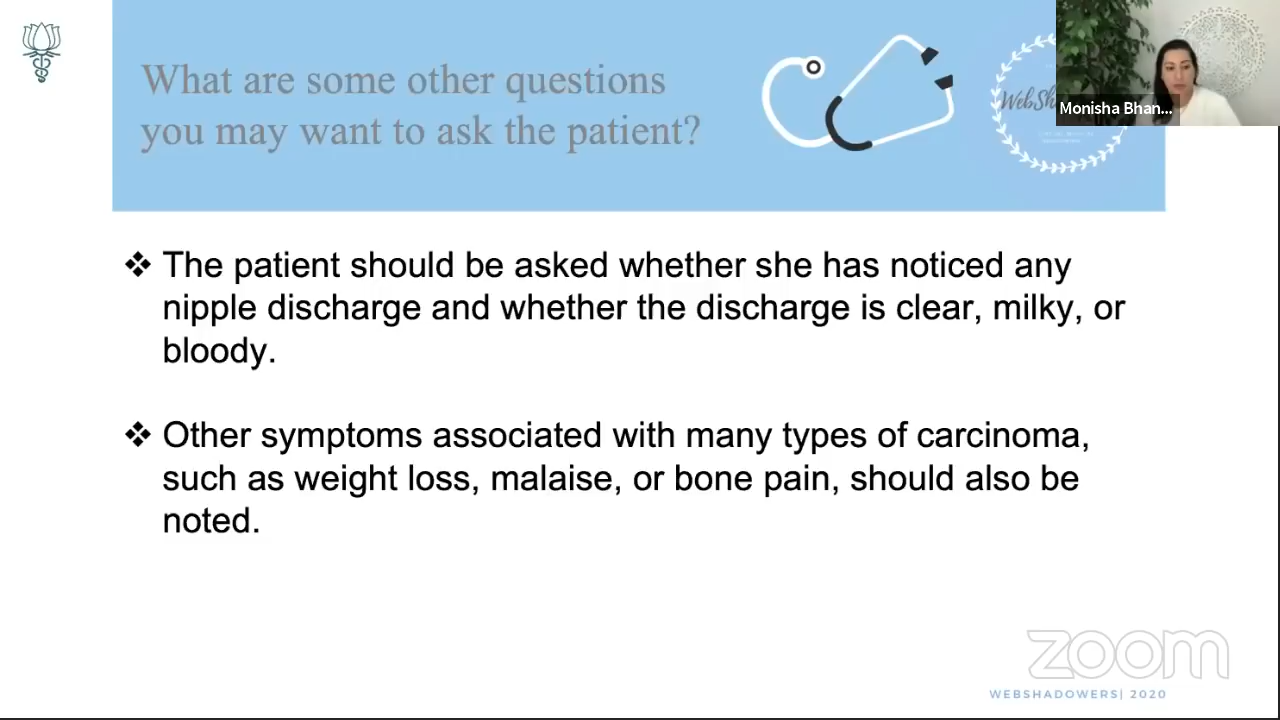 What are some other questions
you may want to ask the patient?
WebSh
Monisha Bhan...
❖ The patient should be asked whether she has noticed any
nipple discharge and whether the discharge is clear, milky, or
bloody.
❖ Other symptoms associated with many types of carcinoma,
such as weight loss, malaise, or bone pain, should also be
noted.
zoom
WEBSHADOWERS| 2020